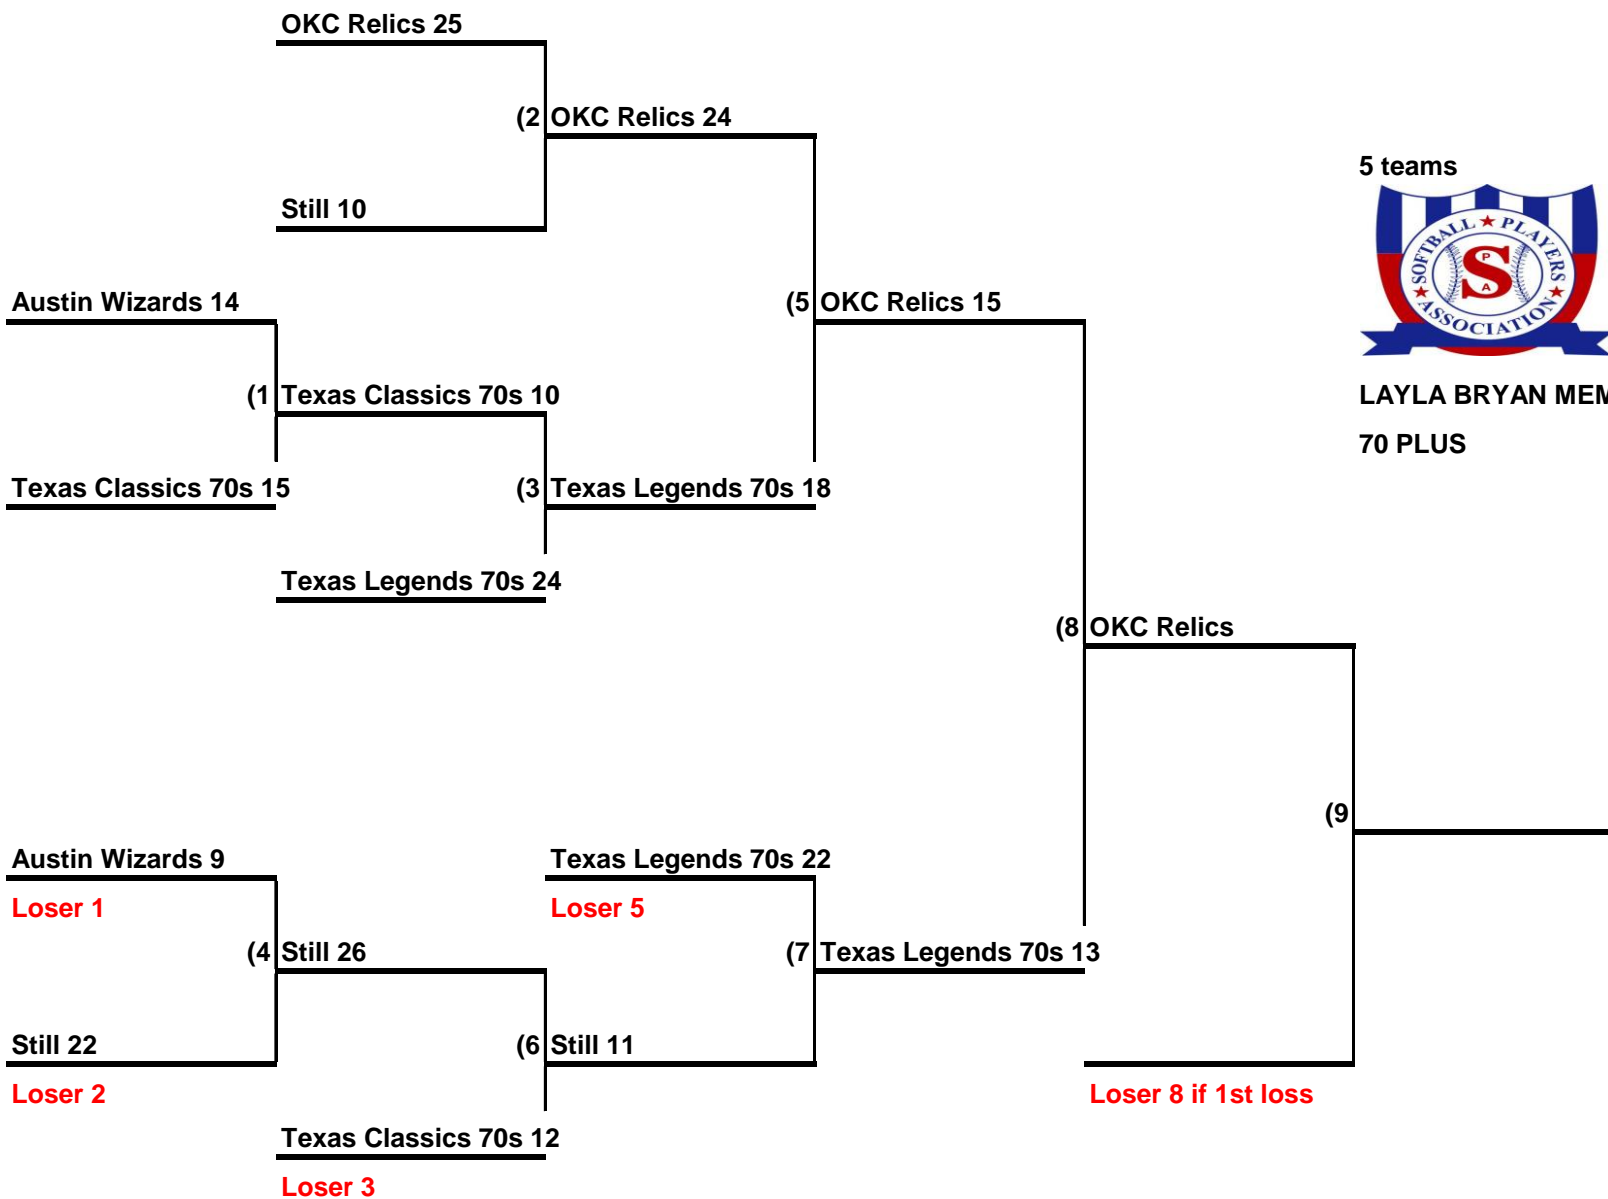 OKC Relics 25
(2 OKC Relics 24
5 teams
Still 10
SOFTBALL ★ PLAYERS
★ ASSOCIATION ★
P
S
A
Austin Wizards 14
(5 OKC Relics 15
(1 Texas Classics 70s 10
LAYLA BRYAN MEM
70 PLUS
Texas Classics 70s 15
(3 Texas Legends 70s 18
Texas Legends 70s 24
(8 OKC Relics
(9
Austin Wizards 9
Texas Legends 70s 22
Loser 1
Loser 5
(4 Still 26
(7 Texas Legends 70s 13
Still 22
(6 Still 11
Loser 2
Loser 8 if 1st loss
Texas Classics 70s 12
Loser 3